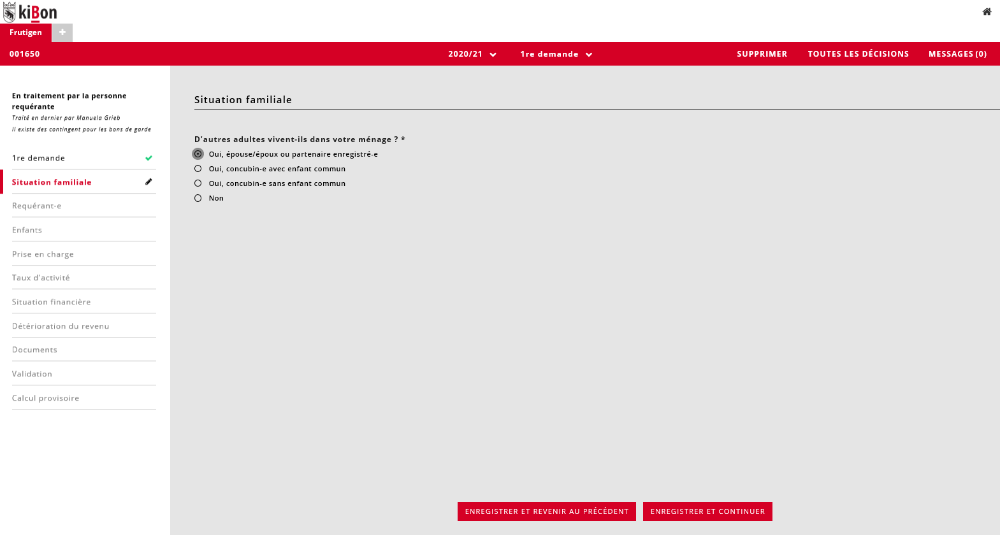 kiBon
Frutigen
001650
2020/21
1re demande
SUPPRIMER
TOUTES LES DÉCISIONS
MESSAGES (0)
En traitement par la personne
requérante
Traité en dernier par Manuela Grieb
Il existe des contingent pour les bons de garde
1re demande
Situation familiale
Requérant-e
Enfants
Prise en charge
Taux d'activité
Situation financière
Détérioration du revenu
Documents
Validation
Calcul provisoire
Situation familiale
D'autres adultes vivent-ils dans votre ménage ? *
Oui, épouse/époux ou partenaire enregistré-e
Oui, concubin-e avec enfant commun
Oui, concubin-e sans enfant commun
Non
ENREGISTRER ET REVENIR AU PRÉCÉDENT
ENREGISTRER ET CONTINUER